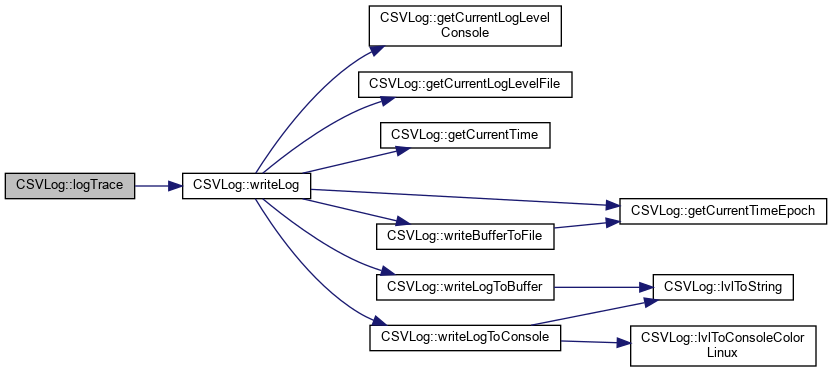 CSVLog::getCurrentLogLevel
Console
CSVLog::getCurrentLogLevelFile
CSVLog::getCurrentTime
CSVLog::logTrace
CSVLog::writeLog
CSVLog::getCurrentTimeEpoch
CSVLog::writeBufferToFile
CSVLog::writeLogToBuffer
CSVLog::lvlToString
CSVLog::writeLogToConsole
CSVLog::lvlToConsoleColor
Linux